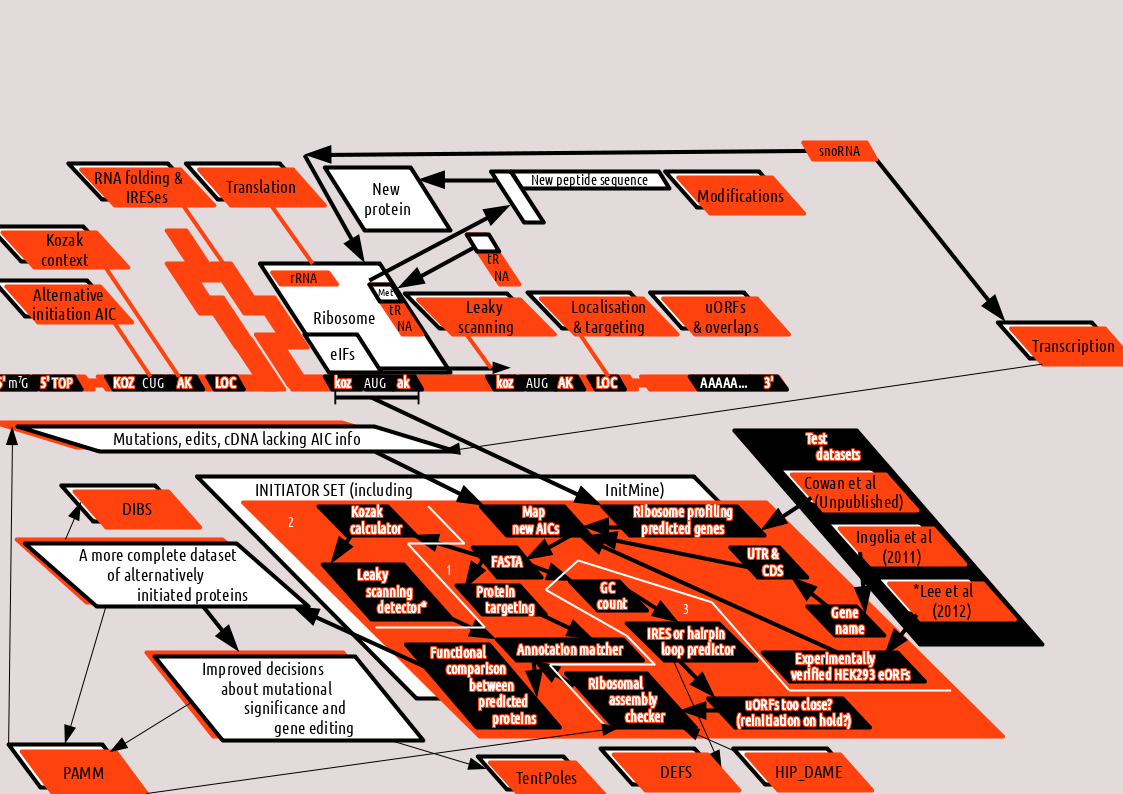 snoRNA
RNA folding &
IRESes
Translation
New
protein
New peptide sequence
Modifications
Kozak
context
tR
NA
rRNA
Met
tR
NA
Alternative
initiation AIC
Ribosome
Leaky
scanning
Localisation
& targeting
uORFs
& overlaps
eIFs
Transcription
5' m⁷G 5' TOP
KOZ CUG AK LOC
koz AUG ak
koz AUG AK LOC
AAAAA... 3'
Mutations, edits, cDNA lacking AIC info
Test
datasets
INITIATOR SET (including InitMine)
Cowan et al
*(Unpublished)
DIBS
2
Kozak
calculator
Map
new AICs
Ribosome profiling
predicted genes
Ingolia et al
(2011)
A more complete dataset
of alternatively
initiated proteins
FASTA
UTR &
CDS
1
Leaky
scanning
detector*
Protein
targeting
GC
count
3
*Lee et al
(2012)
Gene
name
IRES or hairpin
loop predictor
Annotation matcher
Functional
comparison
between
predicted
proteins
Experimentally
verified HEK293 eORFs
Improved decisions
about mutational
significance and
gene editing
Ribosomal
assembly
checker
uORFs too close?
(reinitiation on hold?)
PAMM
TentPoles
DEFS
HIP_DAME